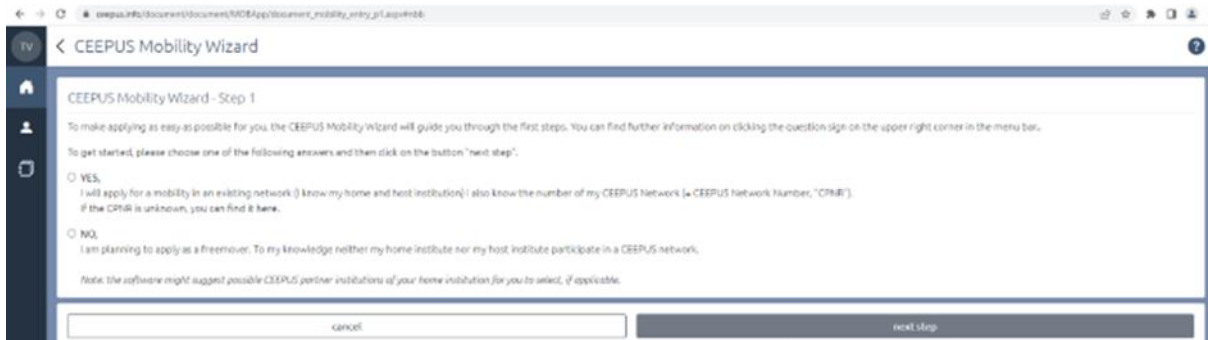 ceepus.info/document/document/MOBApp/document_mobility_entry_p1.aspx#nbb
TV
CEEPUS Mobility Wizard
?
CEEPUS Mobility Wizard - Step 1
To make applying as easy as possible for you, the CEEPUS Mobility Wizard will guide you through the first steps. You can find further information on clicking the question sign on the upper right corner in the menu bar.
To get started, please choose one of the following answers and then click on the button "next step".
YES,
I will apply for a mobility in an existing network (I know my home and host institution) I also know the number of my CEEPUS Network (= CEEPUS Network Number, "CPNR").
If the CPNR is unknown, you can find it here.
NO,
I am planning to apply as a freemover. To my knowledge neither my home institute nor my host institute participate in a CEEPUS network.
Note: the software might suggest possible CEEPUS partner institutions of your home institution for you to select, if applicable.
cancel
next step